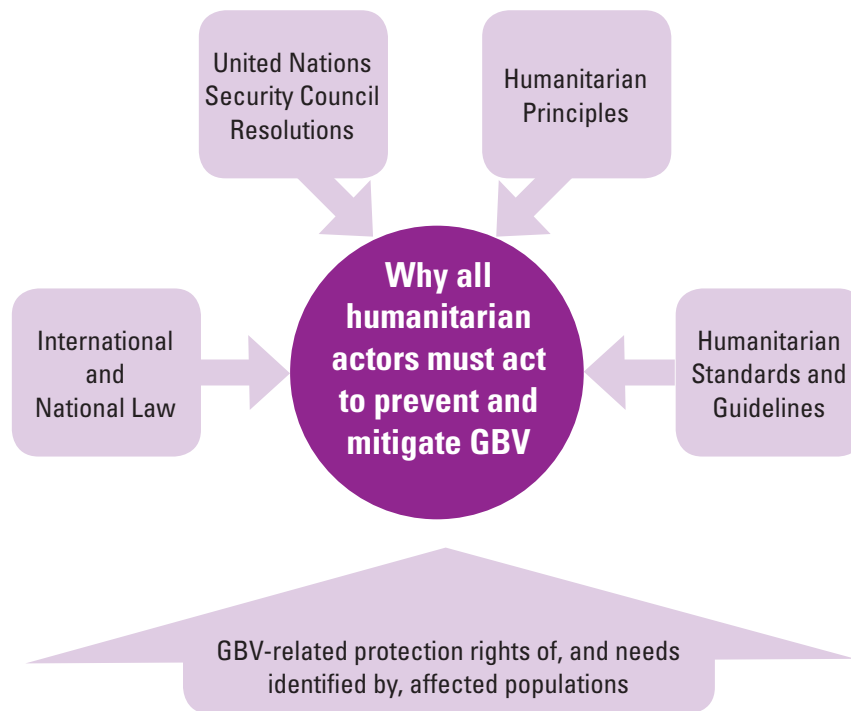 United Nations
Security Council
Resolutions
Humanitarian
Principles
International
and
National Law
Why all
humanitarian
actors must act
to prevent and
mitigate GBV
Humanitarian
Standards and
Guidelines
GBV-related protection rights of, and needs
identified by, affected populations